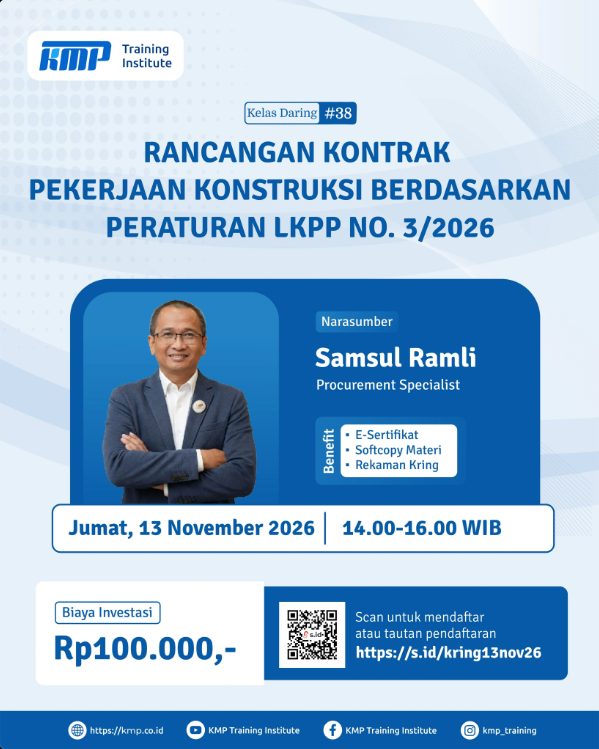 KMP Training
Institute
Kelas Daring #38
RANCANGAN KONTRAK
PEKERJAAN KONSTRUKSI BERDASARKAN
PERATURAN LKPP NO. 3/2026
Narasumber
Samsul Ramli
Procurement Specialist
Benefit
• E-Sertifikat
• Softcopy Materi
• Rekaman Kring
Jumat, 13 November 2026 | 14.00-16.00 WIB
Biaya Investasi
Rp100.000,-
s.id
Scan untuk mendaftar
atau tautan pendaftaran
https://s.id/kring13nov26
https://kmp.co.id KMP Training Institute KMP Training Institute kmp_training